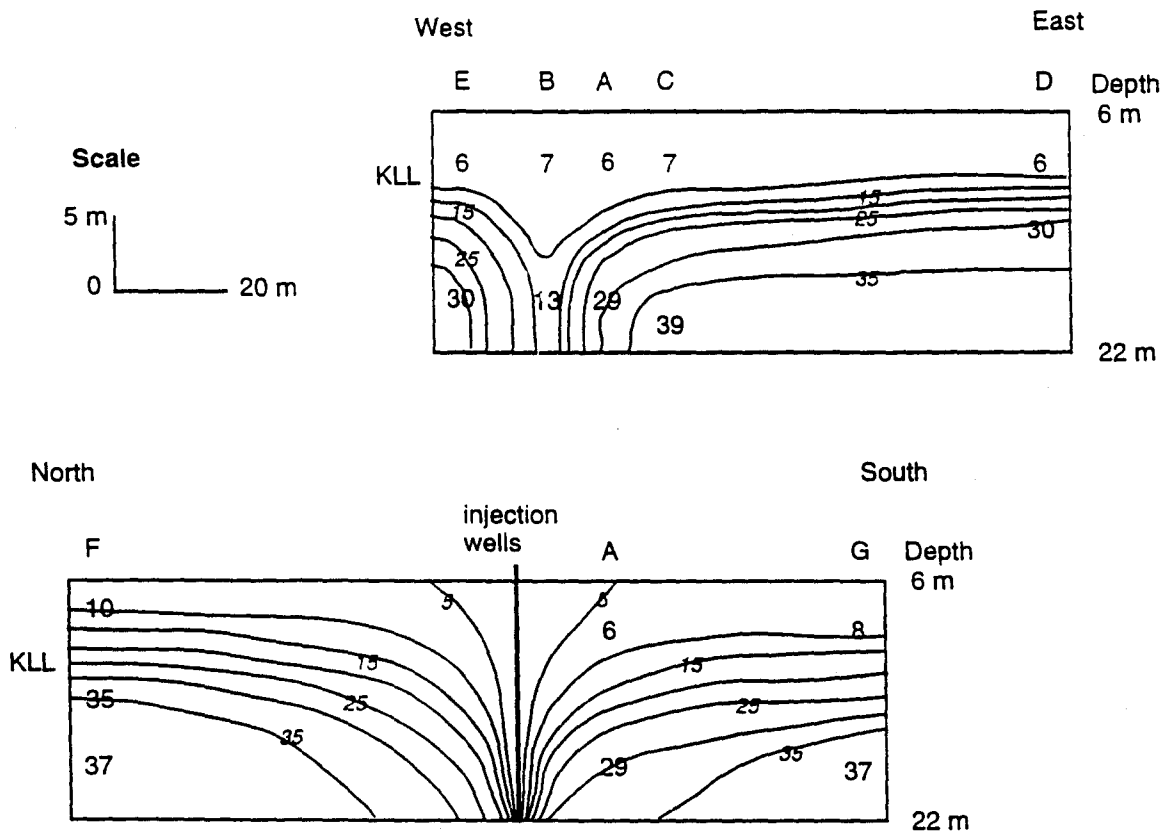 West East
E B A C D Depth
6 m
Scale
6 7 6 7 6
KLL
5 m
15 15
25 25
30
0 20 m
30 13 29 35
39
22 m
North South
injection
wells
F A G Depth
6 m
5 5
10
6 8
KLL
15 15
35 25 25
35 35
37 29 37
22 m